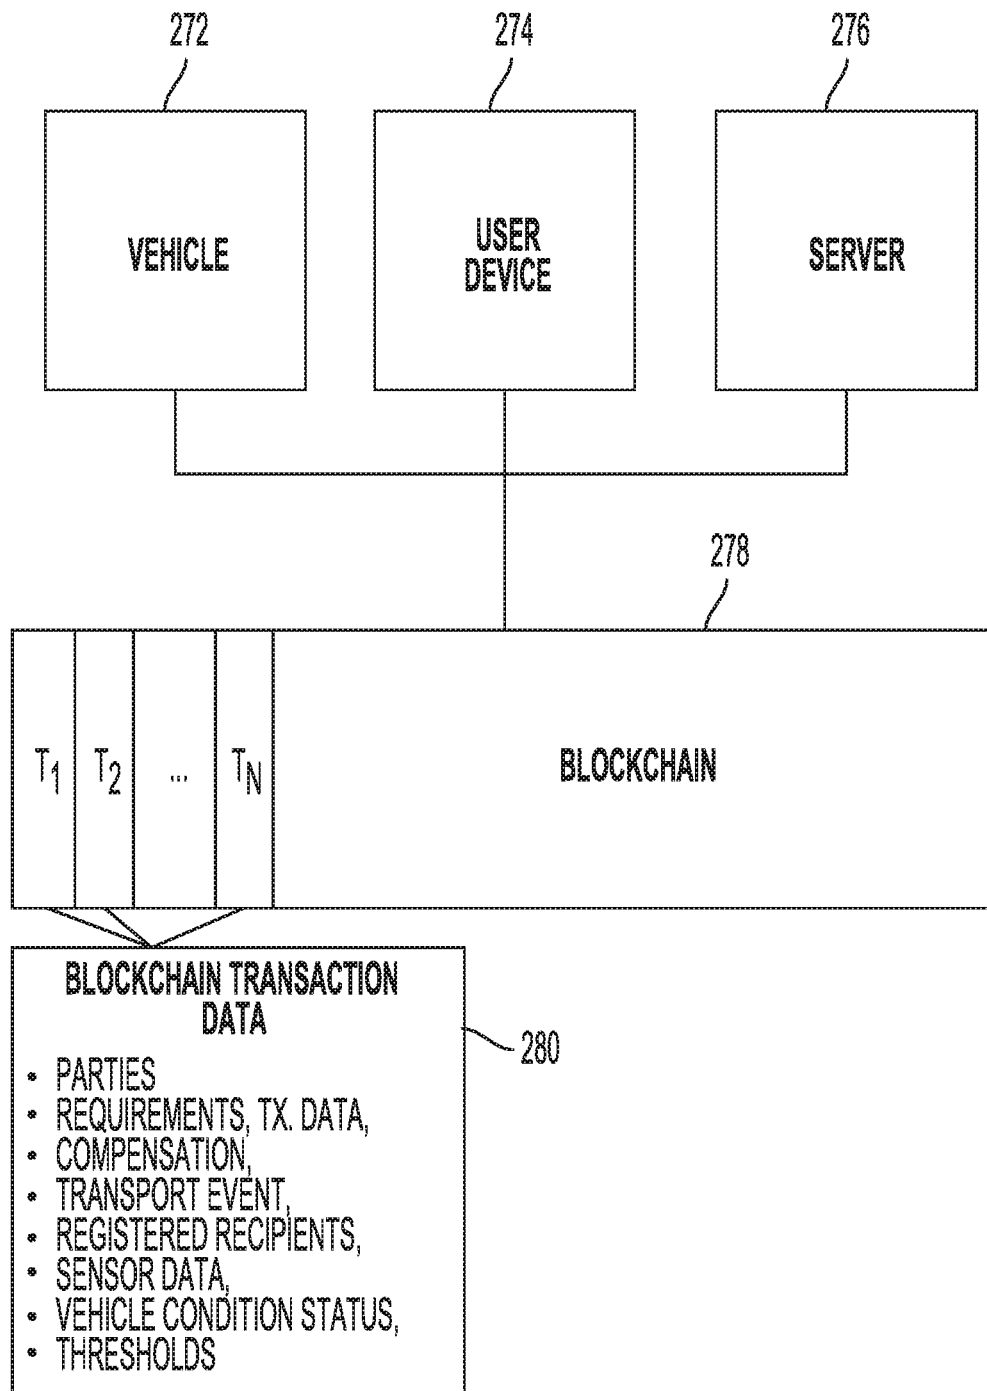 272
274
276
VEHICLE
USER
DEVICE
SERVER
278
T1
T2
...
TN
BLOCKCHAIN
BLOCKCHAIN TRANSACTION
DATA
280
• PARTIES
• REQUIREMENTS, TX. DATA,
• COMPENSATION,
• TRANSPORT EVENT,
• REGISTERED RECIPIENTS,
• SENSOR DATA,
• VEHICLE CONDITION STATUS,
• THRESHOLDS